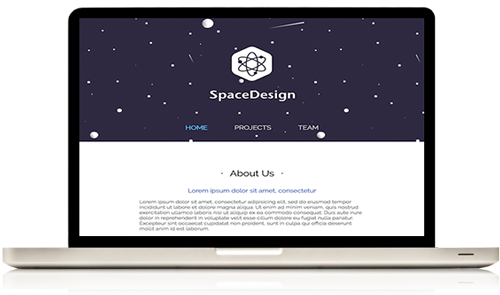 SpaceDesign
HOME PROJECTS TEAM
· About Us ·
Lorem ipsum dolor sit amet, consectetur
Lorem ipsum dolor sit amet, consectetur adipisicing elit, sed do eiusmod tempor
incididunt ut labore et dolore magna aliqua. Ut enim ad minim veniam, quis nostrud
exercitation ullamco laboris nisi ut aliquip ex ea commodo consequat. Duis aute irure
dolor in reprehenderit in voluptate velit esse cillum dolore eu fugiat nulla pariatur.
Excepteur sint occaecat cupidatat non proident, sunt in culpa qui officia deserunt mollit
anim id est laborum.